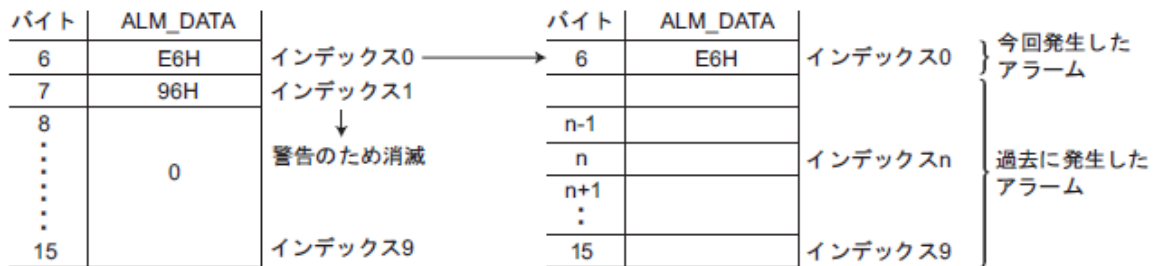 バイト ALM_DATA バイト ALM_DATA
6 E6H インデックス0 6 E6H インデックス0 今回発生した
アラーム
7 96H インデックス1
8 n-1
警告のため消滅
0 n インデックスn 過去に発生した
アラーム
n+1
15 インデックス9 15 インデックス9